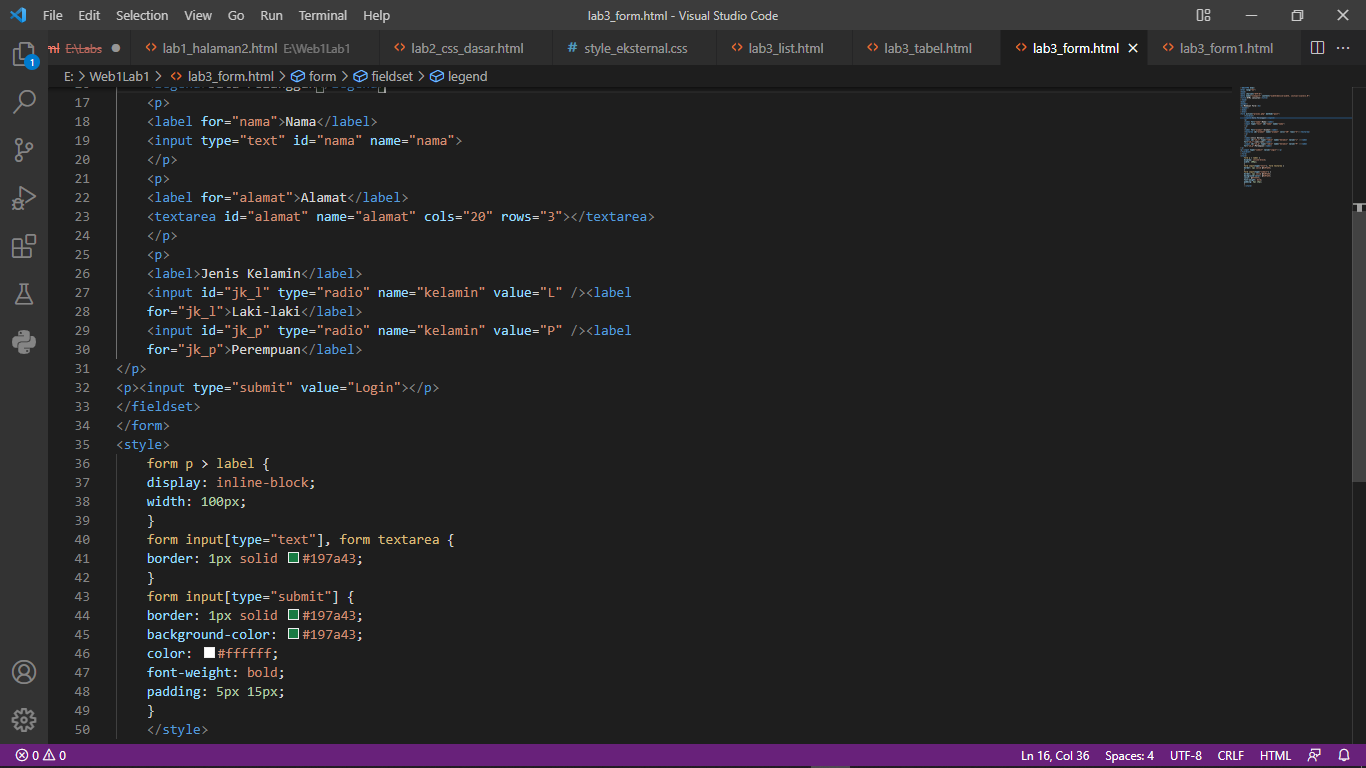 File Edit Selection View Go Run Terminal Help lab3_form.html - Visual Studio Code
ml E:\Labs ● lab1_halaman2.html E:\Web1Lab1 lab2_css_dasar.html # style_eksternal.css lab3_list.html lab3_tabel.html lab3_form.html lab3_form1.html
E: > Web1Lab1 > lab3_form.html > form > fieldset > legend
17 <p>
18 <label for="nama">Nama</label>
19 <input type="text" id="nama" name="nama">
20 </p>
21 <p>
22 <label for="alamat">Alamat</label>
23 <textarea id="alamat" name="alamat" cols="20" rows="3"></textarea>
24 </p>
25 <p>
26 <label>Jenis Kelamin</label>
27 <input id="jk_l" type="radio" name="kelamin" value="L" /><label
28 for="jk_l">Laki-laki</label>
29 <input id="jk_p" type="radio" name="kelamin" value="P" /><label
30 for="jk_p">Perempuan</label>
31 </p>
32 <p><input type="submit" value="Login"></p>
33 </fieldset>
34 </form>
35 <style>
36 form p > label {
37 display: inline-block;
38 width: 100px;
39 }
40 form input[type="text"], form textarea {
41 border: 1px solid #197a43;
42 }
43 form input[type="submit"] {
44 border: 1px solid #197a43;
45 background-color: #197a43;
46 color: #ffffff;
47 font-weight: bold;
48 padding: 5px 15px;
49 }
50 </style>
1
0 0 Ln 16, Col 36 Spaces: 4 UTF-8 CRLF HTML